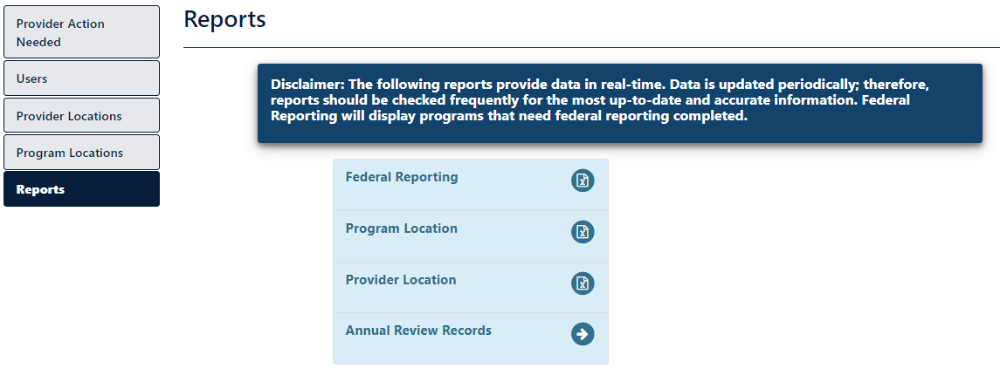 Provider Action
Needed
Users
Provider Locations
Program Locations
Reports
Reports
Disclaimer: The following reports provide data in real-time. Data is updated periodically; therefore,
reports should be checked frequently for the most up-to-date and accurate information. Federal
Reporting will display programs that need federal reporting completed.
Federal Reporting
Program Location
Provider Location
Annual Review Records